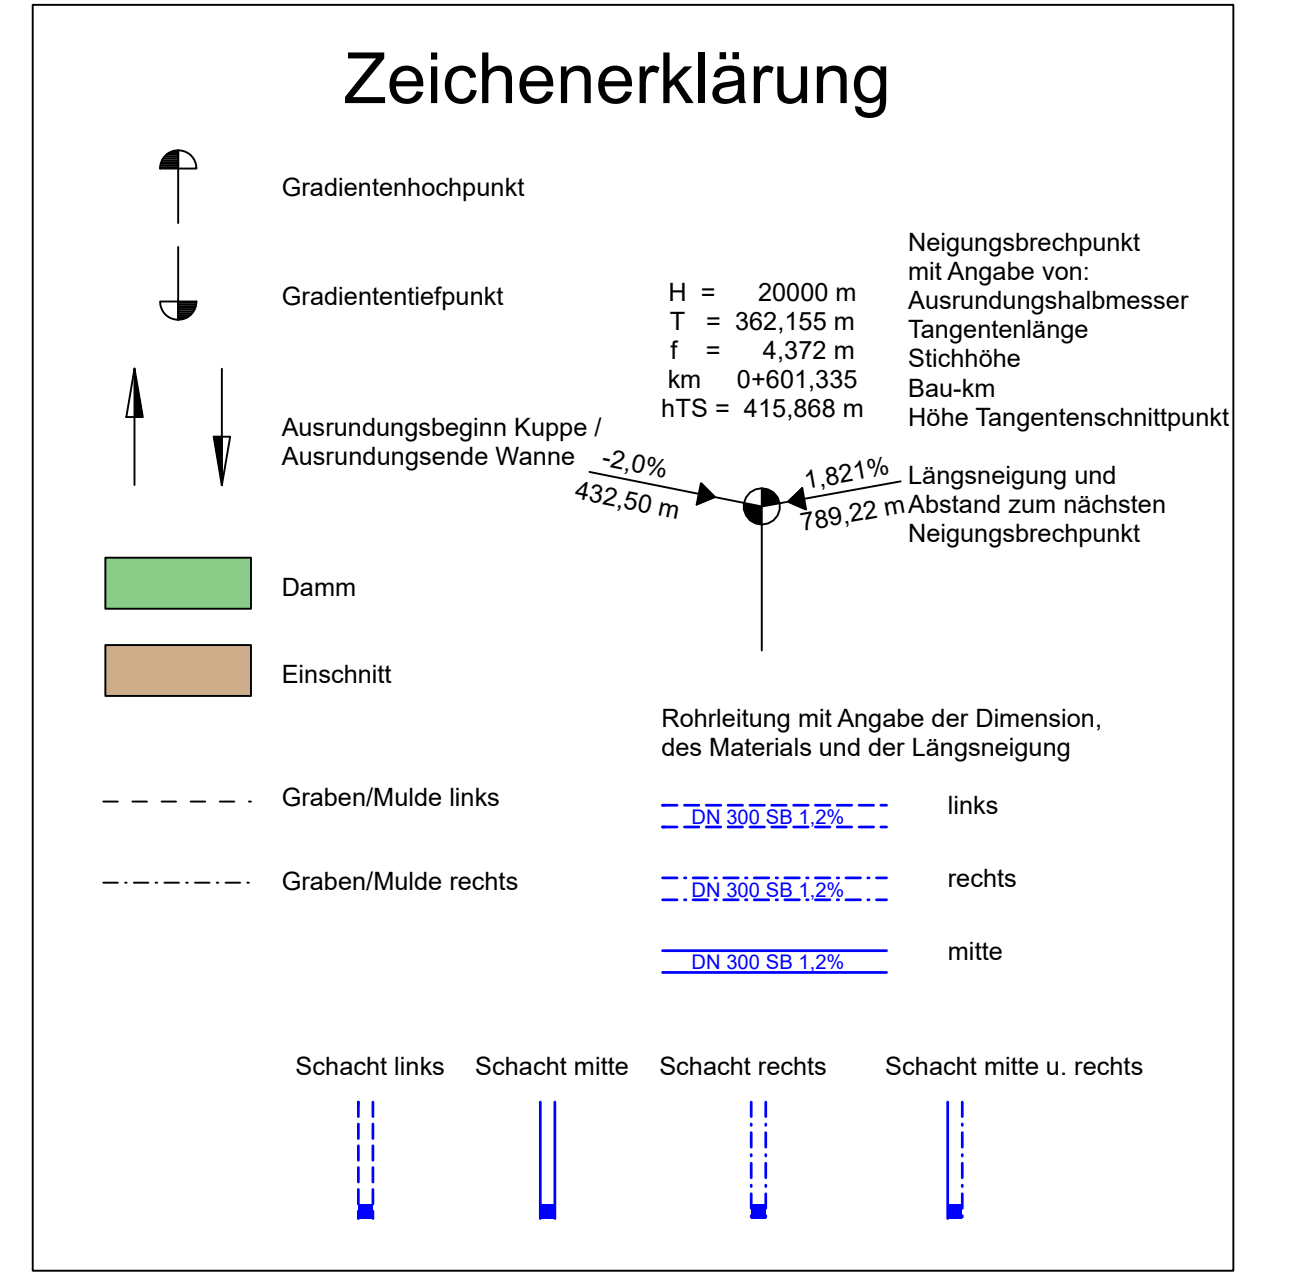 Zeichenerklärung
Gradientenhochpunkt
Gradiententiefpunkt
Ausrundungsbeginn Kuppe /
Ausrundungsende Wanne
Damm
Einschnitt
Graben/Mulde links
Graben/Mulde rechts
H = 20000 m
T = 362,155 m
f = 4,372 m
km 0+601,335
hTS = 415,868 m
Neigungsbrechpunkt
mit Angabe von:
Ausrundungshalbmesser
Tangentenlänge
Stichhöhe
Bau-km
Höhe Tangentenschnittpunkt
-2,0%
432,50 m
1,821%
789,22 m
Längsneigung und
Abstand zum nächsten
Neigungsbrechpunkt
Rohrleitung mit Angabe der Dimension,
des Materials und der Längsneigung
DN 300 SB 1,2%
links
DN 300 SB 1,2%
rechts
DN 300 SB 1,2%
mitte
Schacht links
Schacht mitte
Schacht rechts
Schacht mitte u. rechts